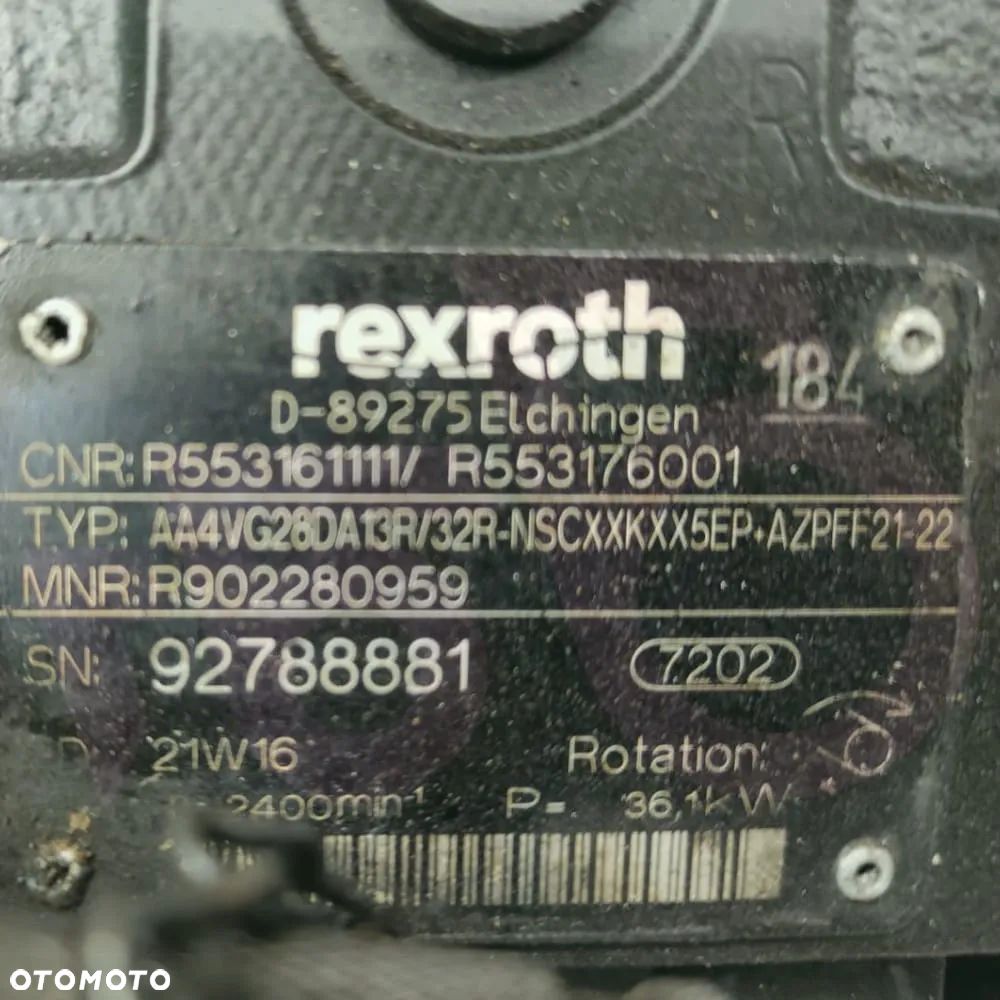 rexroth
184
D-89275 Elchingen
CNR: R553161111/ R553176001
TYP: AA4VG28DA13R/32R-NSCXXKXX5EP+AZPFF21-22
MNR: R902280959
SN: 92788881 7202
21W16 Rotation:
2400min-1 P= 36,1kW
OTOMOTO